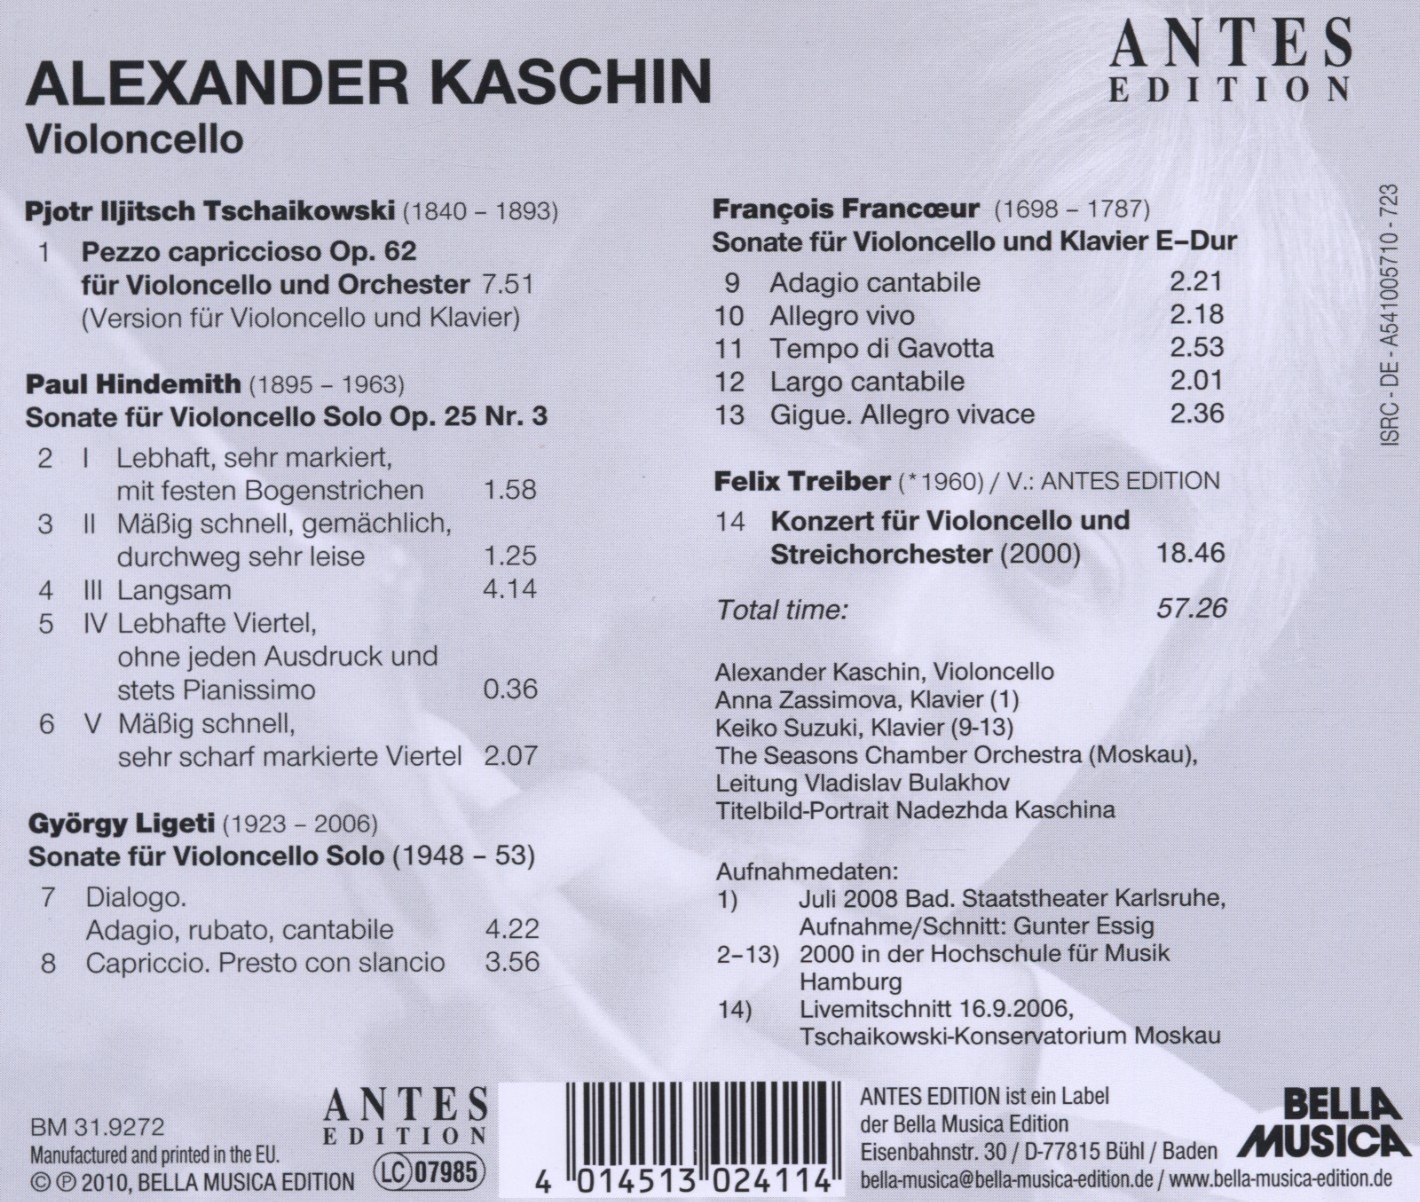 ALEXANDER KASCHIN
Violoncello
ANTES
EDITION
Pjotr Iljitsch Tschaikowski (1840 – 1893)
1 Pezzo capriccioso Op. 62
für Violoncello und Orchester 7.51
(Version für Violoncello und Klavier)
Paul Hindemith (1895 – 1963)
Sonate für Violoncello Solo Op. 25 Nr. 3
2 I Lebhaft, sehr markiert,
mit festen Bogenstrichen 1.58
3 II Mäßig schnell, gemächlich,
durchweg sehr leise 1.25
4 III Langsam 4.14
5 IV Lebhafte Viertel,
ohne jeden Ausdruck und
stets Pianissimo 0.36
6 V Mäßig schnell,
sehr scharf markierte Viertel 2.07
György Ligeti (1923 – 2006)
Sonate für Violoncello Solo (1948 – 53)
7 Dialogo.
Adagio, rubato, cantabile 4.22
8 Capriccio. Presto con slancio 3.56
François Francœur (1698 – 1787)
Sonate für Violoncello und Klavier E–Dur
9 Adagio cantabile 2.21
10 Allegro vivo 2.18
11 Tempo di Gavotta 2.53
12 Largo cantabile 2.01
13 Gigue. Allegro vivace 2.36
Felix Treiber (*1960) / V.: ANTES EDITION
14 Konzert für Violoncello und
Streichorchester (2000) 18.46
Total time: 57.26
Alexander Kaschin, Violoncello
Anna Zassimova, Klavier (1)
Keiko Suzuki, Klavier (9-13)
The Seasons Chamber Orchestra (Moskau),
Leitung Vladislav Bulakhov
Titelbild-Portrait Nadezhda Kaschina
Aufnahmedaten:
1) Juli 2008 Bad. Staatstheater Karlsruhe,
Aufnahme/Schnitt: Gunter Essig
2–13) 2000 in der Hochschule für Musik
Hamburg
14) Livemitschnitt 16.9.2006,
Tschaikowski-Konservatorium Moskau
ISRC - DE - A541005710 - 723
BM 31.9272
Manufactured and printed in the EU.
© ℗ 2010, BELLA MUSICA EDITION
ANTES
EDITION
LC 07985
4 014513 024114
ANTES EDITION ist ein Label
der Bella Musica Edition
Eisenbahnstr. 30 / D-77815 Bühl / Baden
bella-musica@bella-musica-edition.de / www.bella-musica-edition.de
BELLA
MUSICA